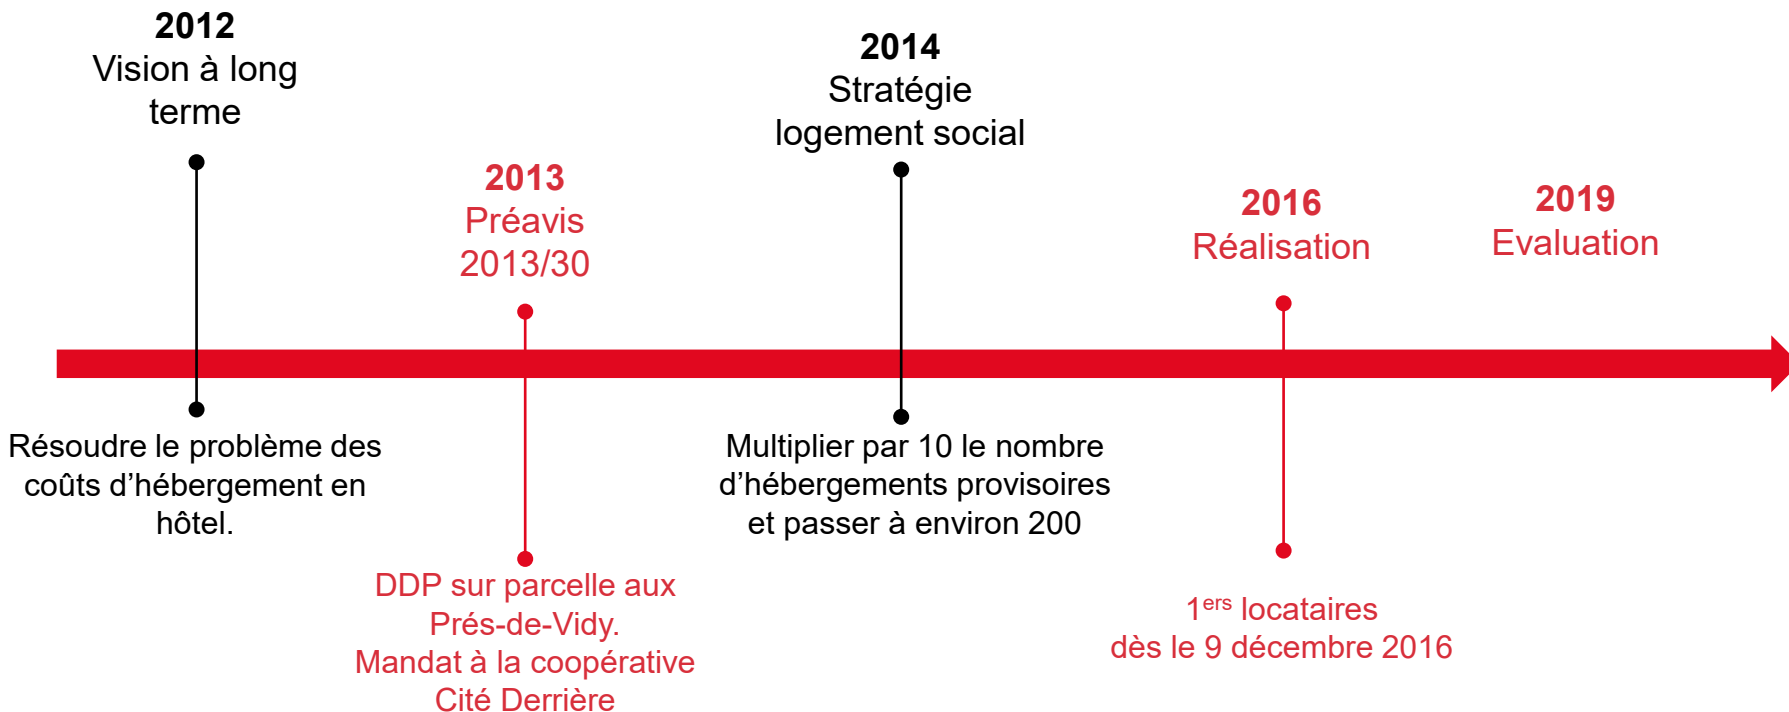 2012
Vision à long
terme
Résoudre le problème des
coûts d’hébergement en
hôtel.
2013
Préavis
2013/30
DDP sur parcelle aux
Prés-de-Vidy.
Mandat à la coopérative
Cité Derrière
2014
Stratégie
logement social
Multiplier par 10 le nombre
d’hébergements provisoires
et passer à environ 200
2016
Réalisation
1ers locataires
dès le 9 décembre 2016
2019
Evaluation